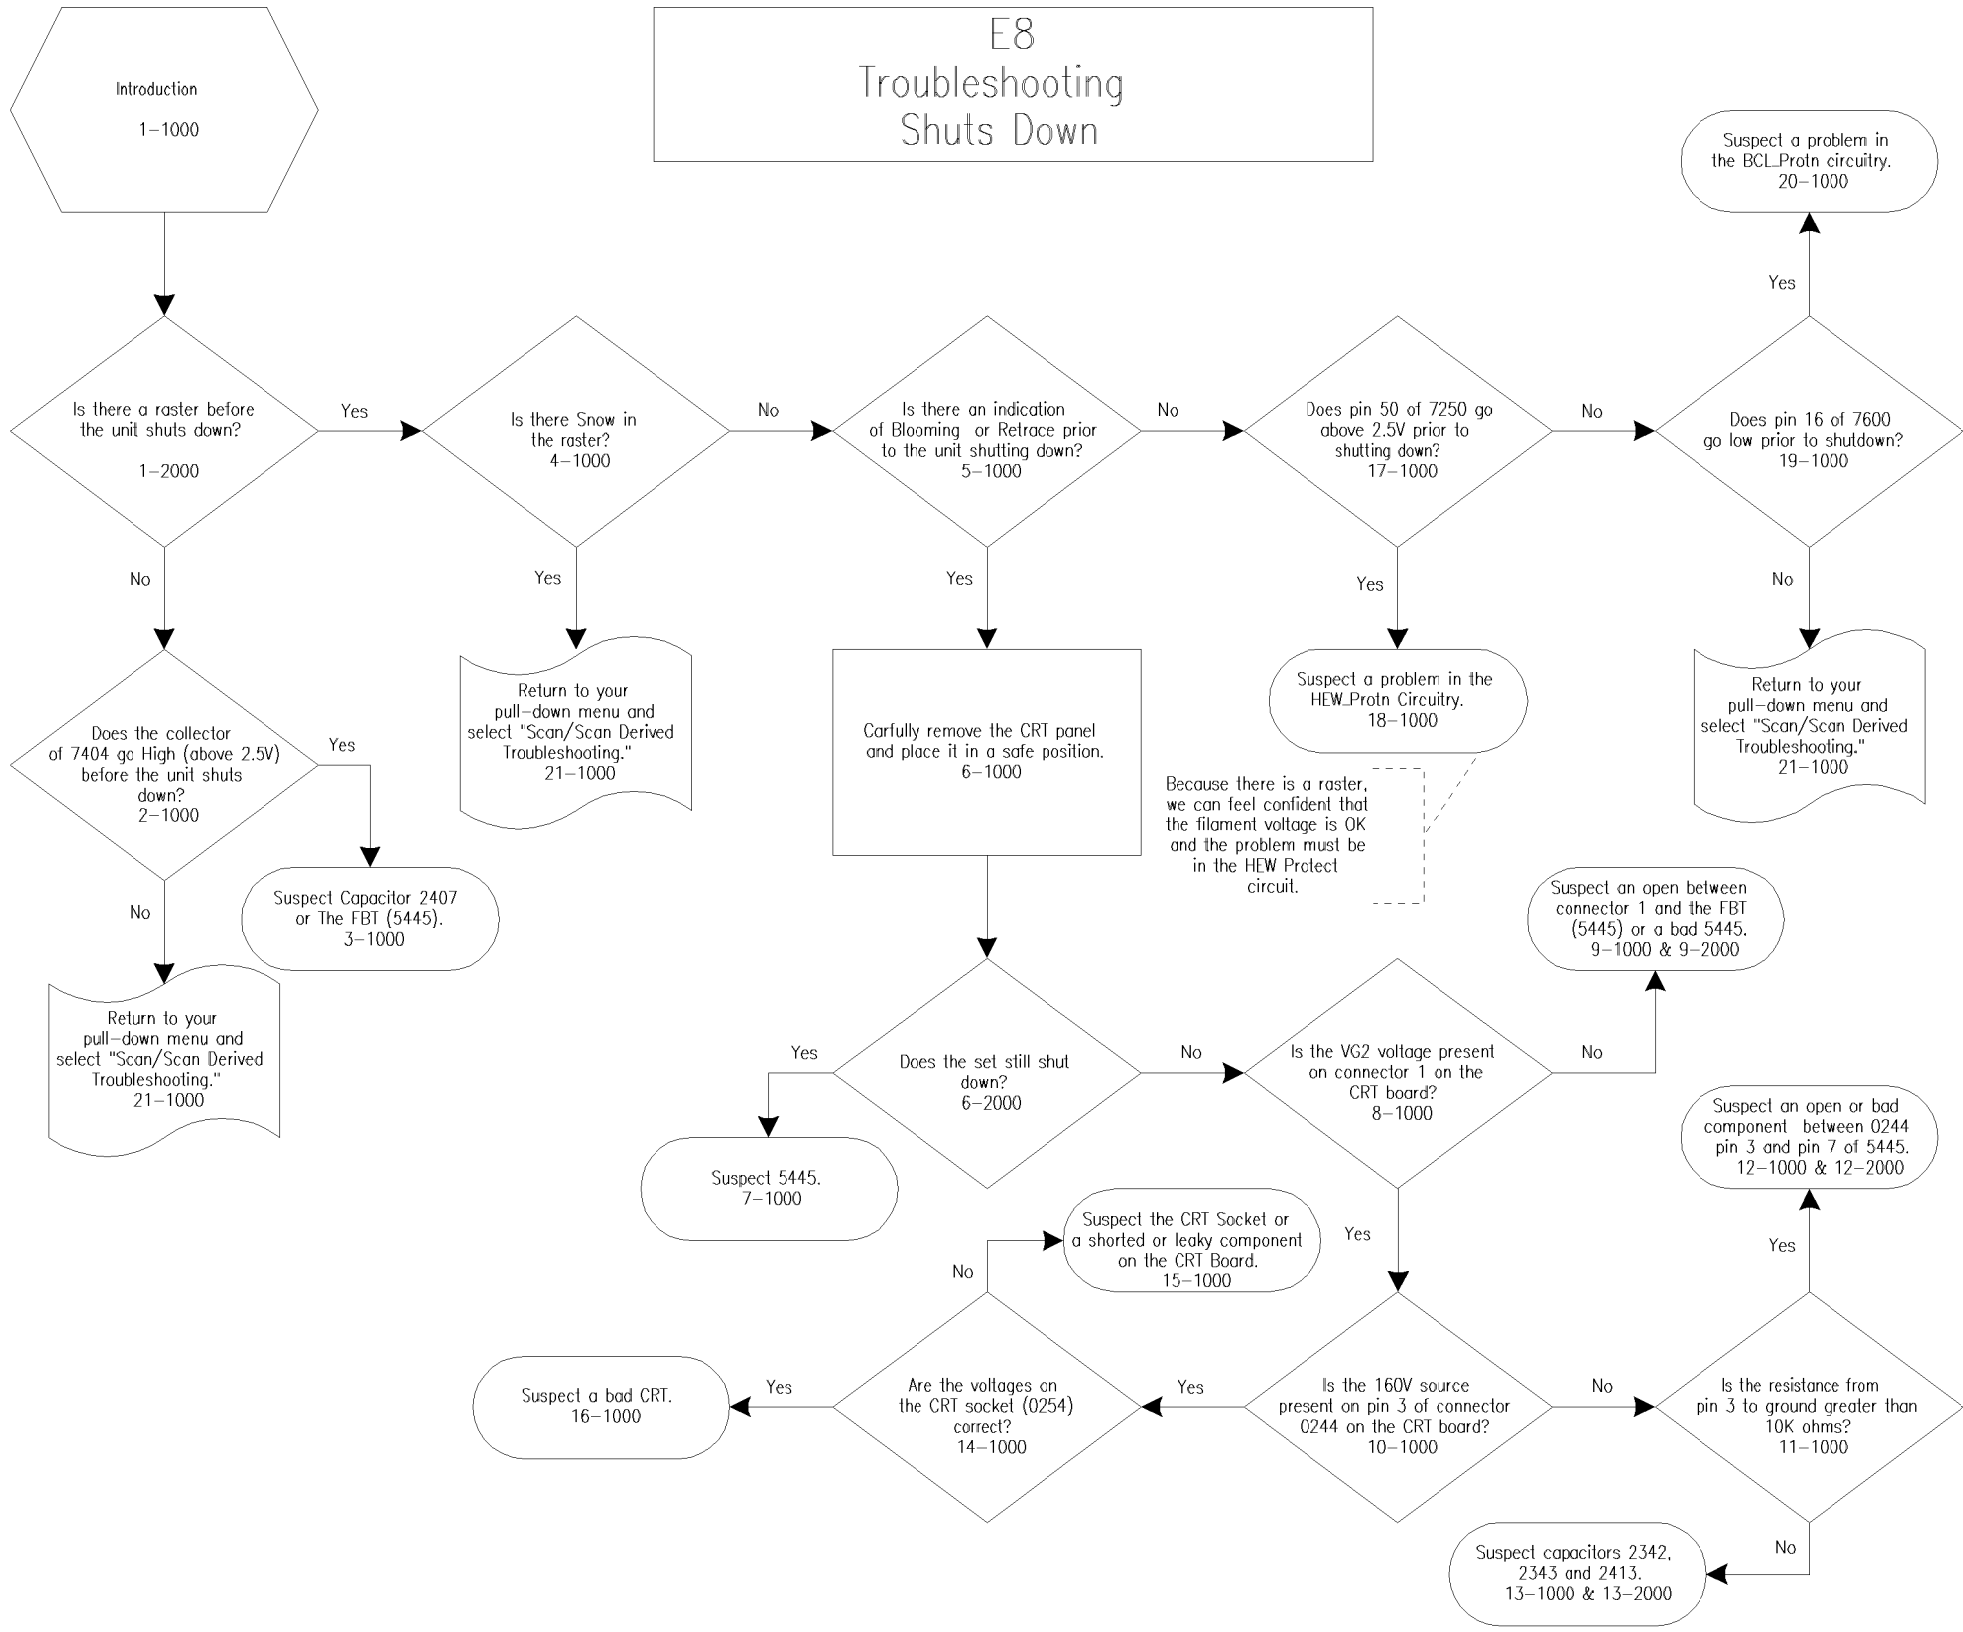 E8
Troubleshooting
Shuts Down
Introduction
1-1000
Suspect a problem in
the BCL_Protn circuitry.
20-1000
Yes
Is there a raster before
the unit shuts down?
1-2000
Yes
Is there Snow in
the raster?
4-1000
No
Is there an indication
of Blooming or Retrace prior
to the unit shutting down?
5-1000
No
Does pin 50 of 7250 go
above 2.5V prior to
shutting down?
17-1000
No
Does pin 16 of 7600
go low prior to shutdown?
19-1000
No
Yes
Yes
Yes
No
Does the collector
of 7404 go High (above 2.5V)
before the unit shuts
down?
2-1000
Yes
Return to your
pull-down menu and
select "Scan/Scan Derived
Troubleshooting."
21-1000
Carfully remove the CRT panel
and place it in a safe position.
6-1000
Suspect a problem in the
HEW_Protn Circuitry.
18-1000
Because there is a raster,
we can feel confident that
the filament voltage is OK
and the problem must be
in the HEW Protect
circuit.
Return to your
pull-down menu and
select "Scan/Scan Derived
Troubleshooting."
21-1000
No
Suspect Capacitor 2407
or The FBT (5445).
3-1000
Suspect an open between
connector 1 and the FBT
(5445) or a bad 5445.
9-1000 & 9-2000
Return to your
pull-down menu and
select "Scan/Scan Derived
Troubleshooting."
21-1000
Yes
Does the set still shut
down?
6-2000
No
Is the VG2 voltage present
on connector 1 on the
CRT board?
8-1000
No
Suspect an open or bad
component between 0244
pin 3 and pin 7 of 5445.
12-1000 & 12-2000
Suspect 5445.
7-1000
Suspect the CRT Socket or
a shorted or leaky component
on the CRT Board.
15-1000
Yes
Yes
No
Suspect a bad CRT.
16-1000
Yes
Are the voltages on
the CRT socket (0254)
correct?
14-1000
Yes
Is the 160V source
present on pin 3 of connector
0244 on the CRT board?
10-1000
No
Is the resistance from
pin 3 to ground greater than
10K ohms?
11-1000
No
Suspect capacitors 2342,
2343 and 2413.
13-1000 & 13-2000